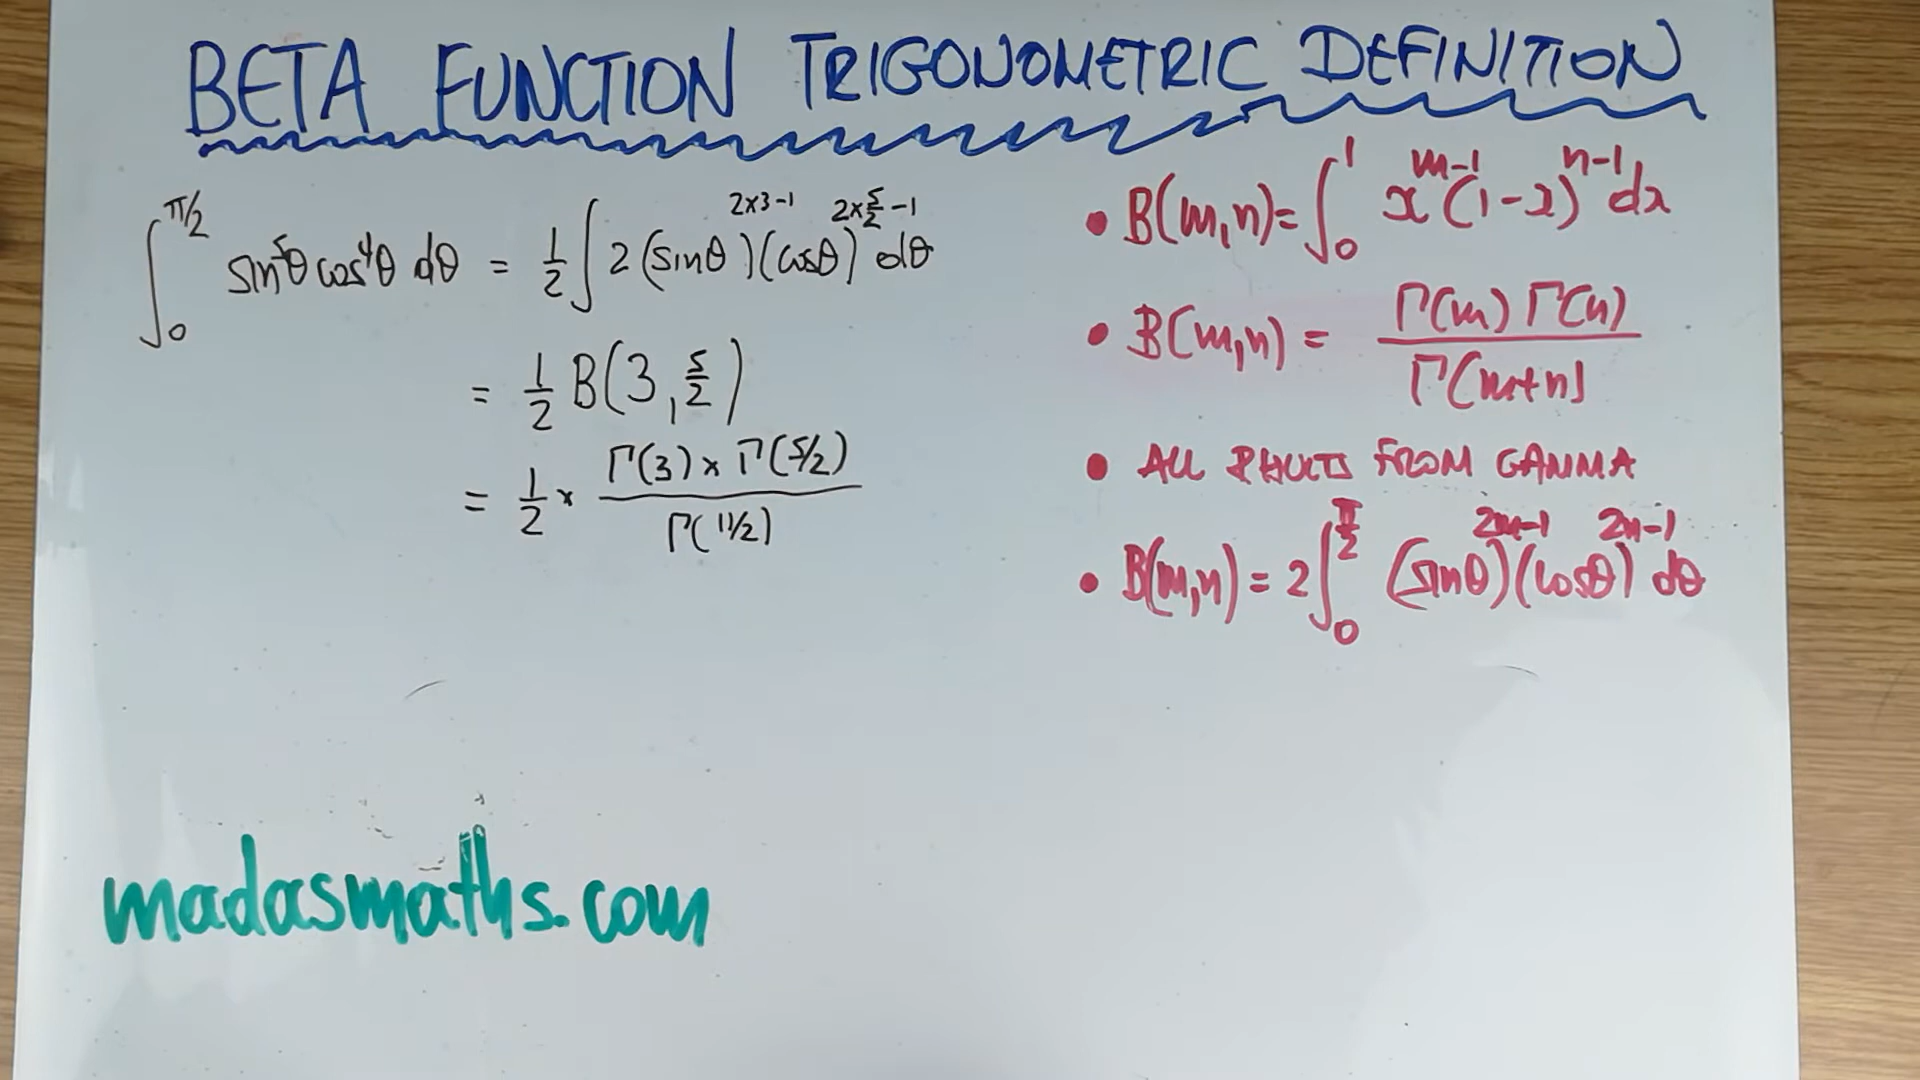 BETA FUNCTION TRIGONOMETRIC DEFINITION
∫₀^{π/2} sin⁵θ cos⁴θ dθ = 1/2 ∫ 2 (sinθ)^{2×3-1} (cosθ)^{2×5/2-1} dθ
= 1/2 B(3, 5/2)
= 1/2 × Γ(3) × Γ(5/2) / Γ(11/2)
• B(m,n) = ∫₀¹ x^{m-1} (1-x)^{n-1} dx
• B(m,n) = Γ(m) Γ(n) / Γ(m+n)
• ALL RESULTS FROM GAMMA
• B(m,n) = 2 ∫₀^{π/2} (sinθ)^{2m-1} (cosθ)^{2n-1} dθ
madasmaths.com